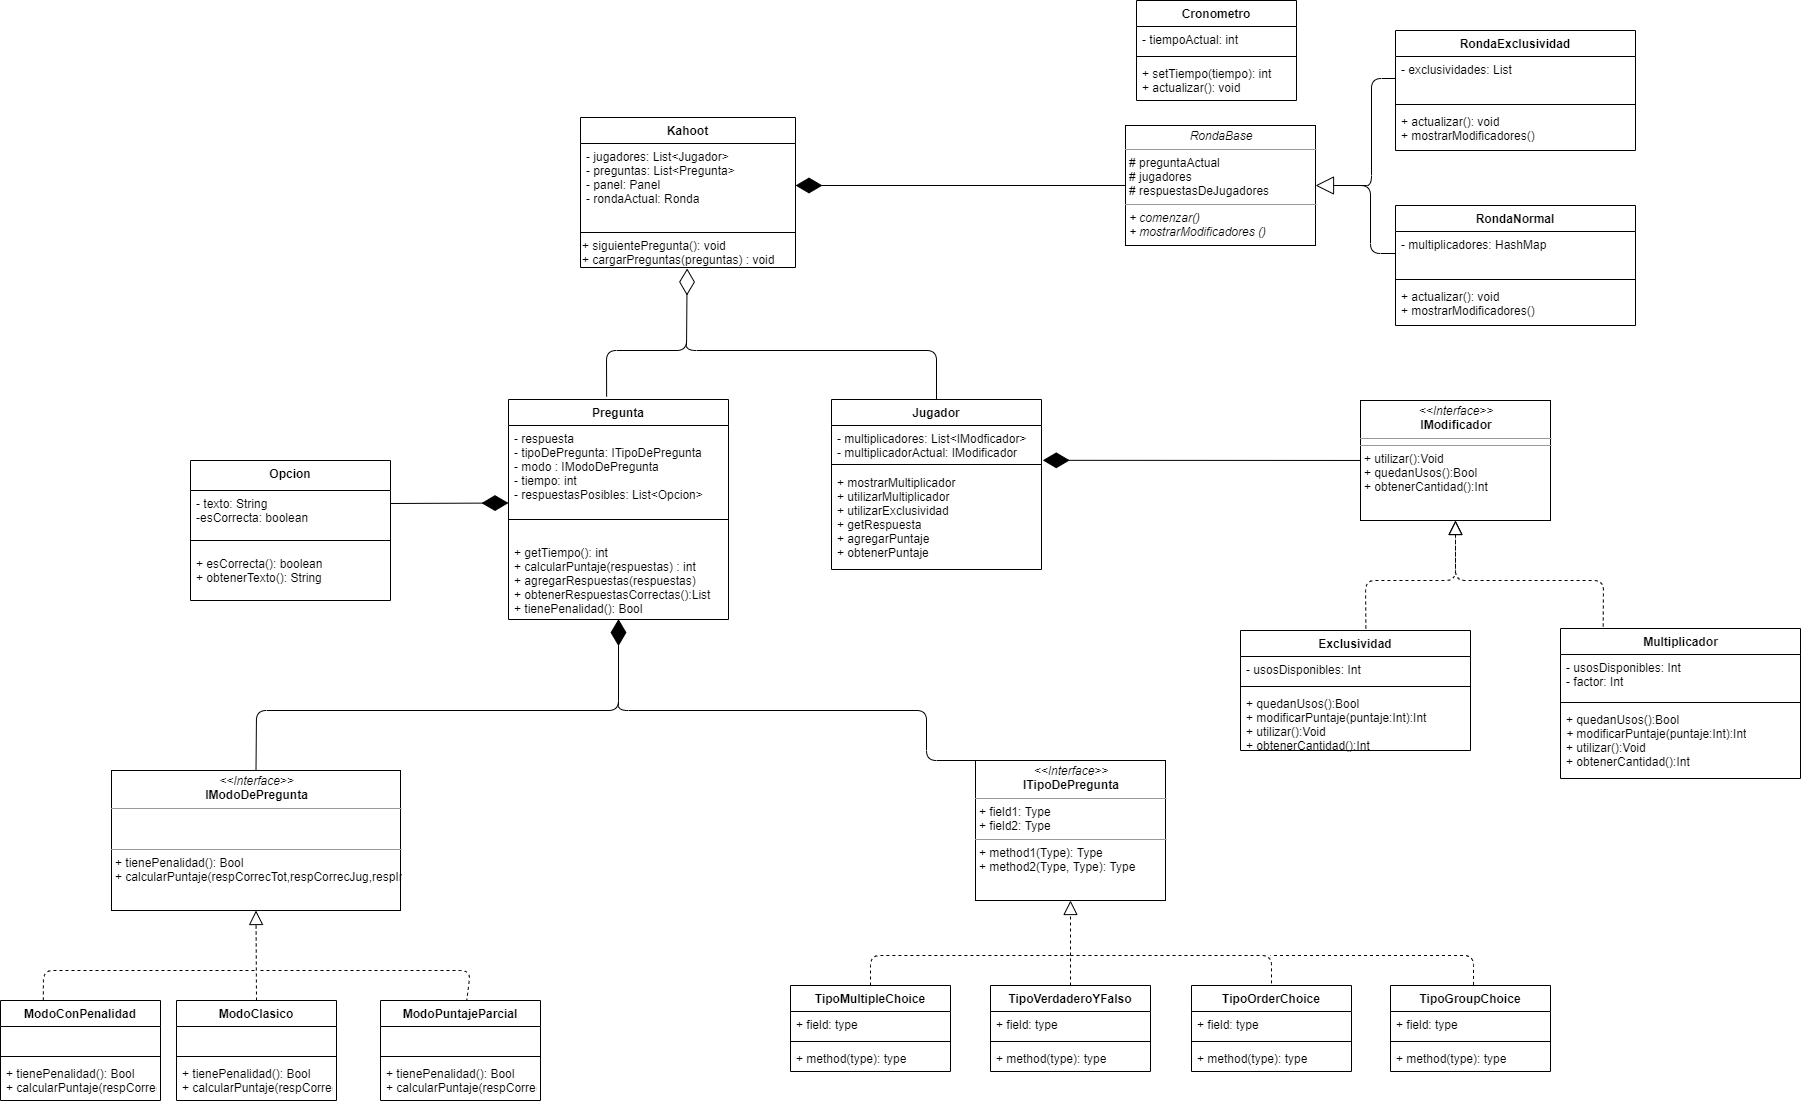 Cronometro
- tiempoActual: int
+ setTiempo(tiempo): int
+ actualizar(): void
RondaExclusividad
- exclusividades: List
+ actualizar(): void
+ mostrarModificadores()
Kahoot
- jugadores: List<Jugador>
- preguntas: List<Pregunta>
- panel: Panel
- rondaActual: Ronda
+ siguientePregunta(): void
+ cargarPreguntas(preguntas) : void
RondaBase
# preguntaActual
# jugadores
# respuestasDeJugadores
+ comenzar()
+ mostrarModificadores ()
RondaNormal
- multiplicadores: HashMap
+ actualizar(): void
+ mostrarModificadores()
Opcion
- texto: String
-esCorrecta: boolean
+ esCorrecta(): boolean
+ obtenerTexto(): String
Pregunta
- respuesta
- tipoDePregunta: ITipoDePregunta
- modo : IModoDePregunta
- tiempo: int
- respuestasPosibles: List<Opcion>
+ getTiempo(): int
+ calcularPuntaje(respuestas) : int
+ agregarRespuestas(respuestas)
+ obtenerRespuestasCorrectas():List
+ tienePenalidad(): Bool
Jugador
- multiplicadores: List<IModficador>
- multiplicadorActual: IModificador
+ mostrarMultiplicador
+ utilizarMultiplicador
+ utilizarExclusividad
+ getRespuesta
+ agregarPuntaje
+ obtenerPuntaje
<<Interface>>
IModificador
+ utilizar():Void
+ quedanUsos():Bool
+ obtenerCantidad():Int
Exclusividad
- usosDisponibles: Int
+ quedanUsos():Bool
+ modificarPuntaje(puntaje:Int):Int
+ utilizar():Void
+ obtenerCantidad():Int
Multiplicador
- usosDisponibles: Int
- factor: Int
+ quedanUsos():Bool
+ modificarPuntaje(puntaje:Int):Int
+ utilizar():Void
+ obtenerCantidad():Int
<<Interface>>
IModoDePregunta
+ tienePenalidad(): Bool
+ calcularPuntaje(respCorrecTot,respCorrecJug,respI
<<Interface>>
ITipoDePregunta
+ field1: Type
+ field2: Type
+ method1(Type): Type
+ method2(Type, Type): Type
ModoConPenalidad
+ tienePenalidad(): Bool
+ calcularPuntaje(respCorre
ModoClasico
+ tienePenalidad(): Bool
+ calcularPuntaje(respCorre
ModoPuntajeParcial
+ tienePenalidad(): Bool
+ calcularPuntaje(respCorre
TipoMultipleChoice
+ field: type
+ method(type): type
TipoVerdaderoYFalso
+ field: type
+ method(type): type
TipoOrderChoice
+ field: type
+ method(type): type
TipoGroupChoice
+ field: type
+ method(type): type